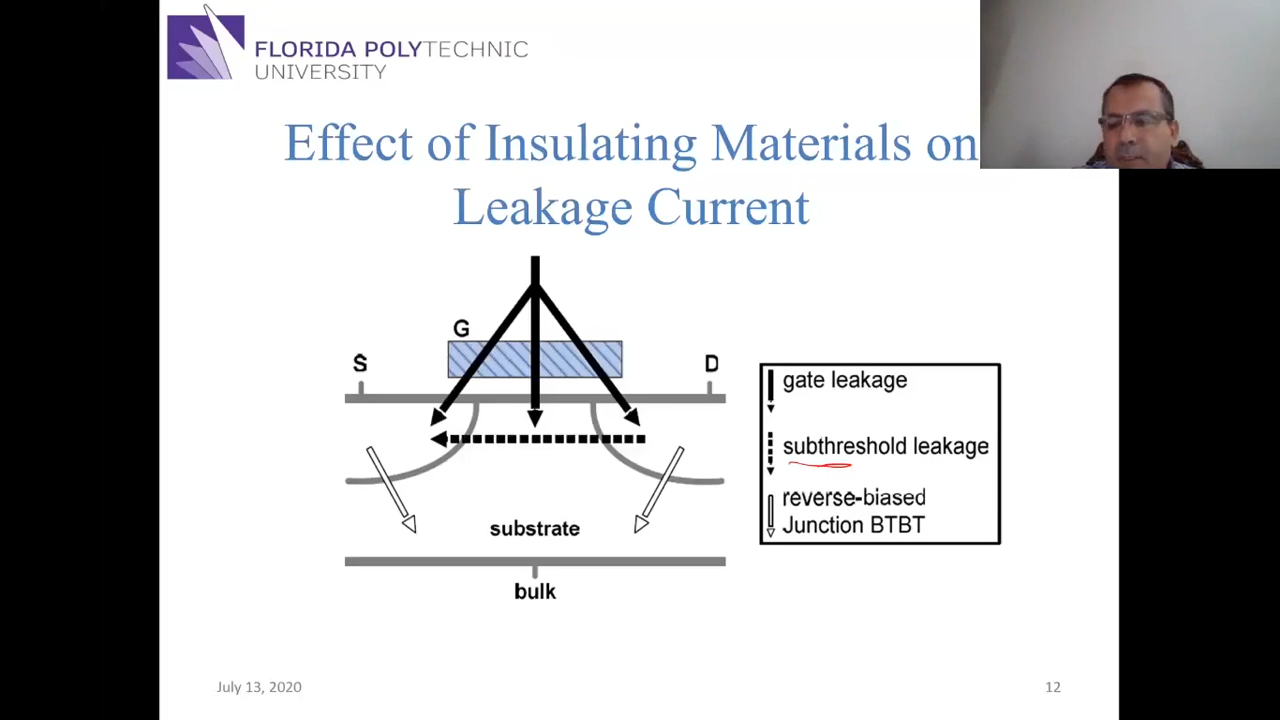 FLORIDA POLYTECHNIC
UNIVERSITY
Effect of Insulating Materials on
Leakage Current
G
S
D
gate leakage
subthreshold leakage
reverse-biased
Junction BTBT
substrate
bulk
July 13, 2020
12